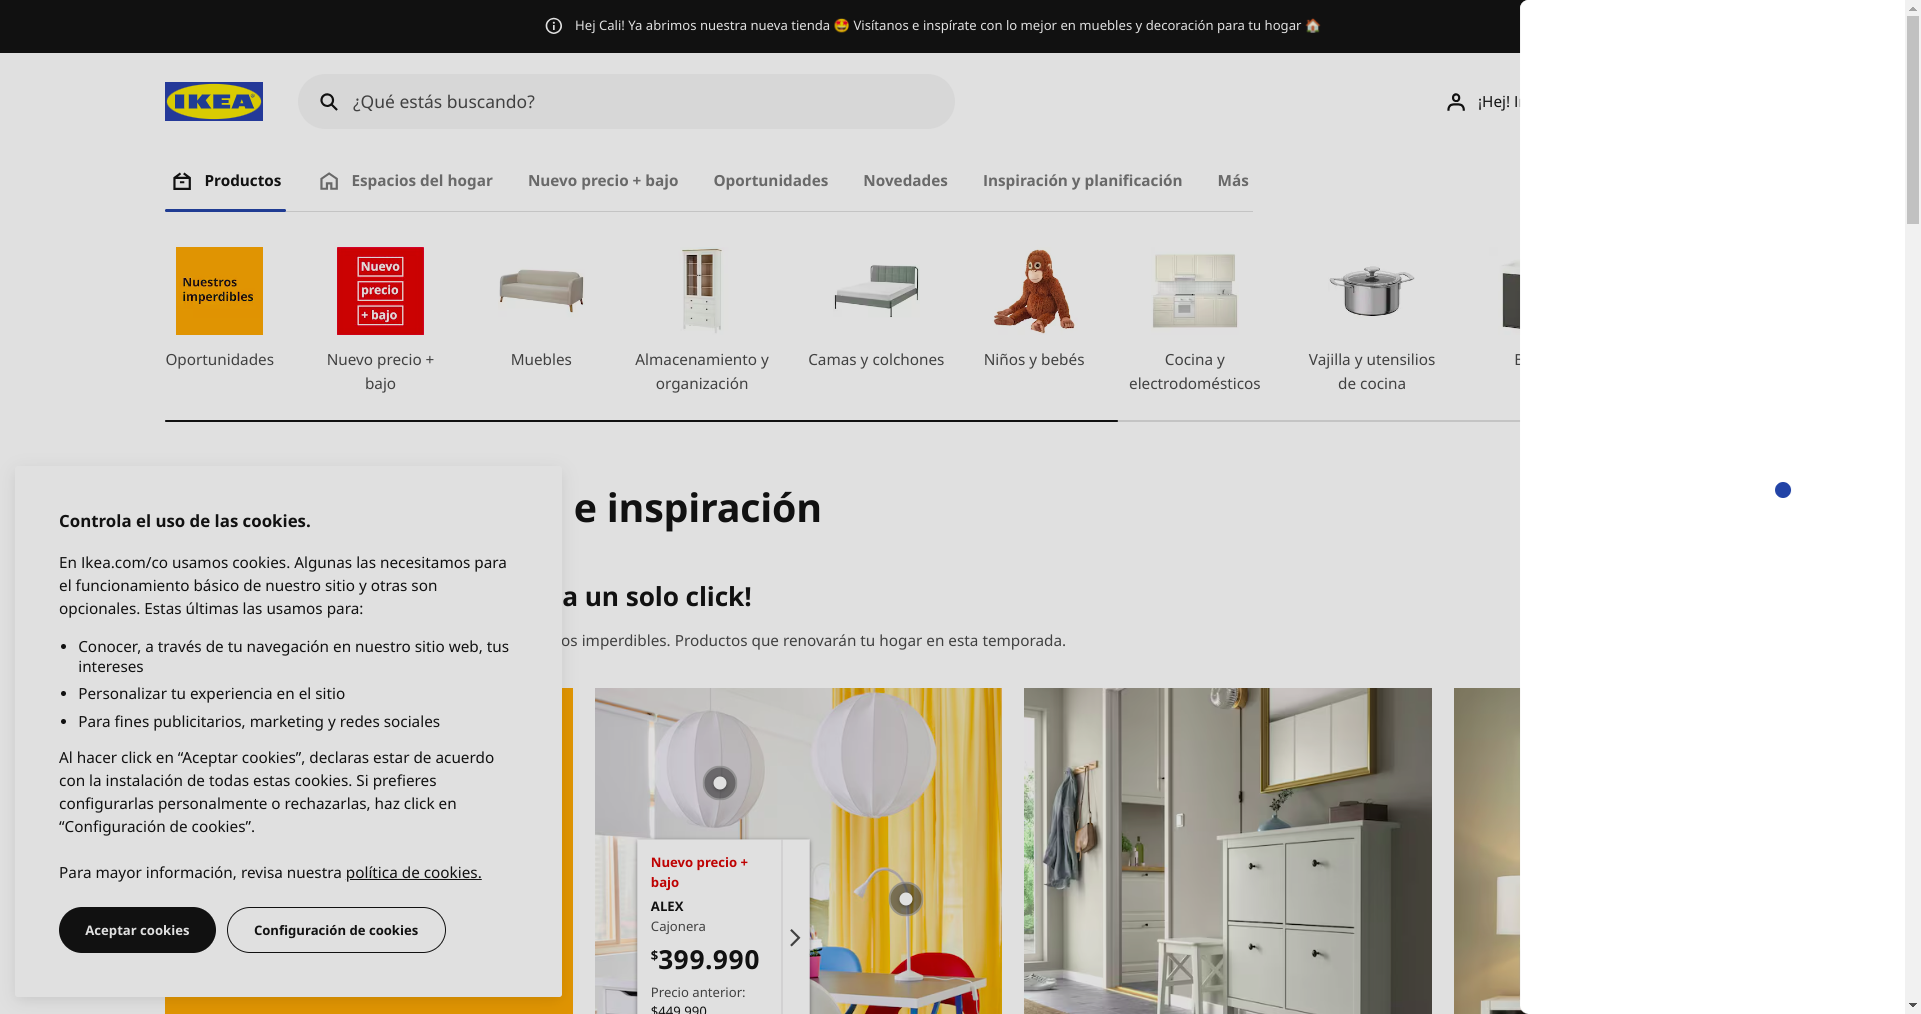 Hej Cali! Ya abrimos nuestra nueva tienda 🤩 Visítanos e inspírate con lo mejor en muebles y decoración para tu hogar 🏠
IKEA
¿Qué estás buscando?
¡Hej!
Productos
Espacios del hogar
Nuevo precio + bajo
Oportunidades
Novedades
Inspiración y planificación
Más
Nuestros
imperdibles
Nuevo
precio
+ bajo
Oportunidades
Nuevo precio +
bajo
Muebles
Almacenamiento y
organización
Camas y colchones
Niños y bebés
Cocina y
electrodomésticos
Vajilla y utensilios
de cocina
e inspiración
a un solo click!
os imperdibles. Productos que renovarán tu hogar en esta temporada.
Controla el uso de las cookies.
En Ikea.com/co usamos cookies. Algunas las necesitamos para
el funcionamiento básico de nuestro sitio y otras son
opcionales. Estas últimas las usamos para:
• Conocer, a través de tu navegación en nuestro sitio web, tus
intereses
• Personalizar tu experiencia en el sitio
• Para fines publicitarios, marketing y redes sociales
Al hacer click en “Aceptar cookies”, declaras estar de acuerdo
con la instalación de todas estas cookies. Si prefieres
configurarlas personalmente o rechazarlas, haz click en
“Configuración de cookies”.
Para mayor información, revisa nuestra política de cookies.
Aceptar cookies
Configuración de cookies
Nuevo precio +
bajo
ALEX
Cajonera
$399.990
Precio anterior:
$449.990